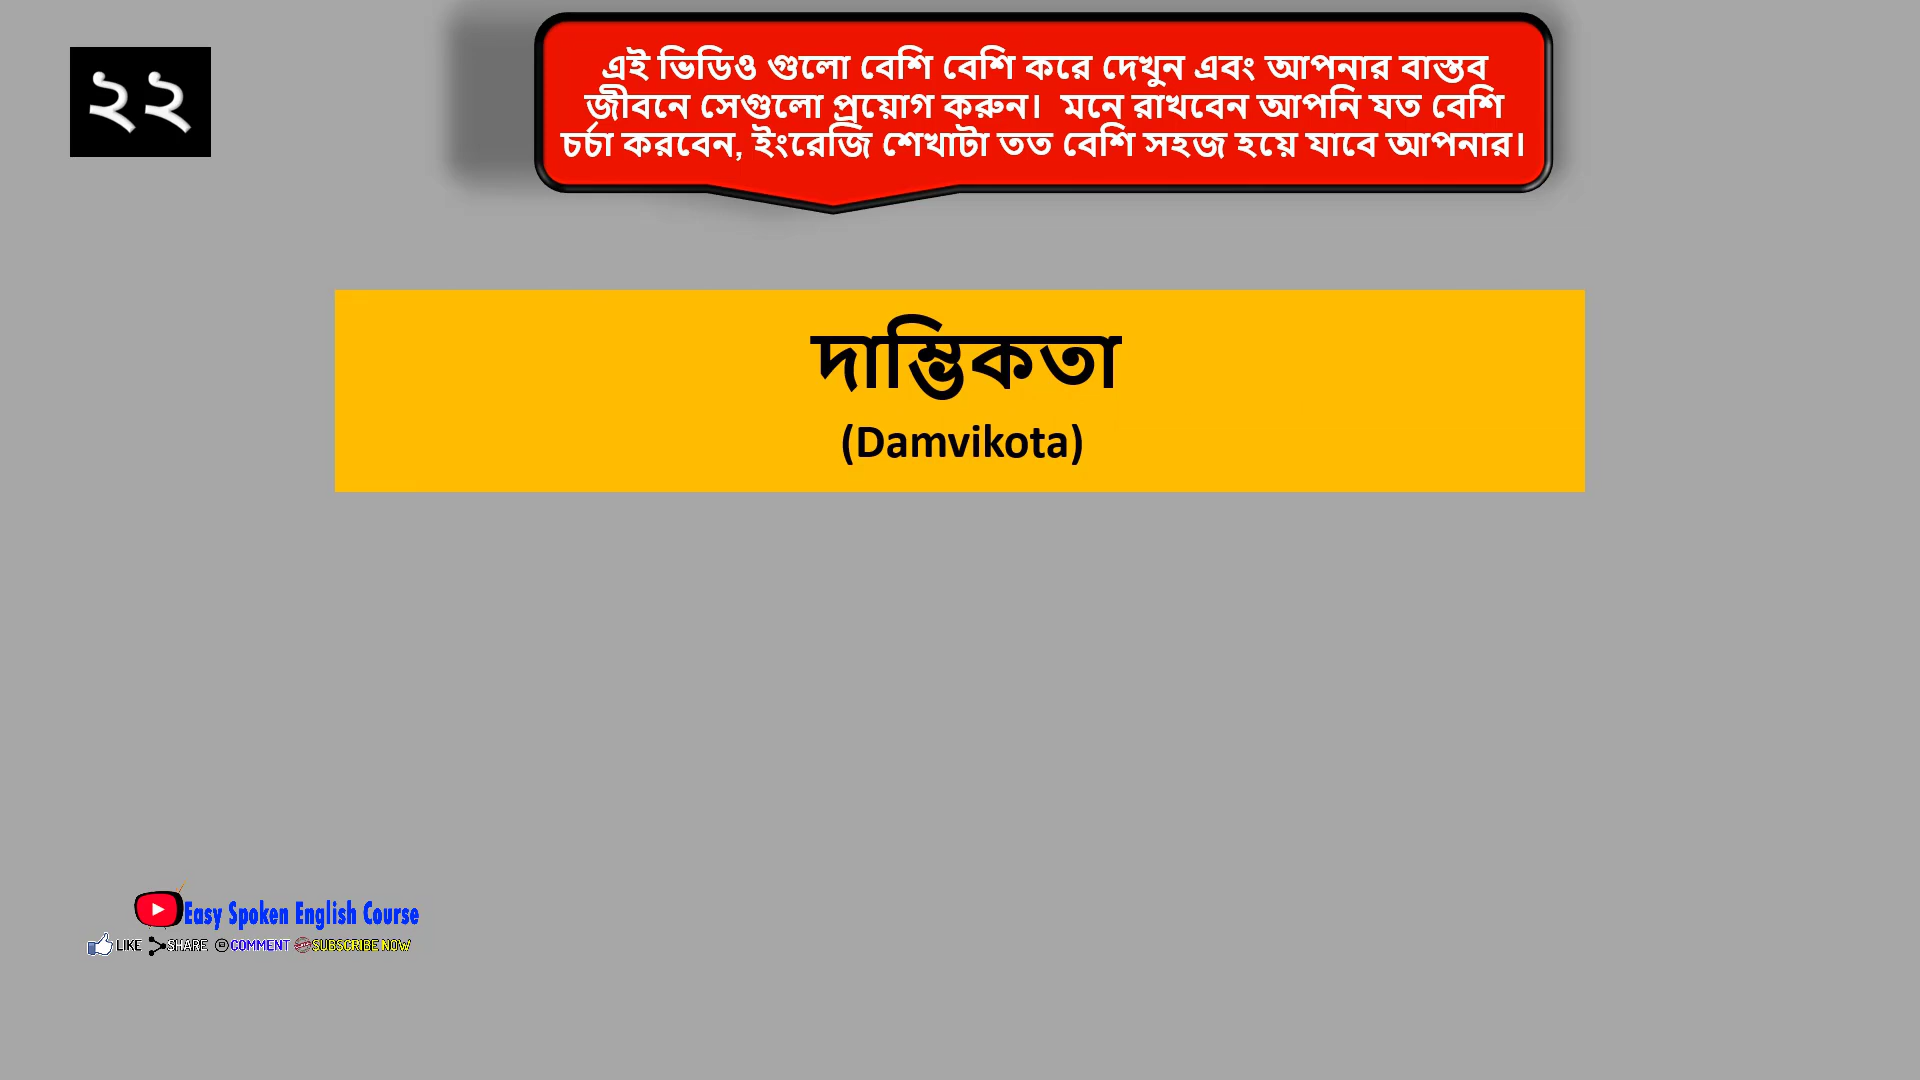 ২২
এই ভিডিও গুলো বেশি বেশি করে দেখুন এবং আপনার বাস্তব
জীবনে সেগুলো প্রয়োগ করুন। মনে রাখবেন আপনি যত বেশি
চর্চা করবেন, ইংরেজি শেখাটা তত বেশি সহজ হয়ে যাবে আপনার।
দাম্ভিকতা
(Damvikota)
Easy Spoken English Course
LIKE SHARE COMMENT SUBSCRIBE NOW